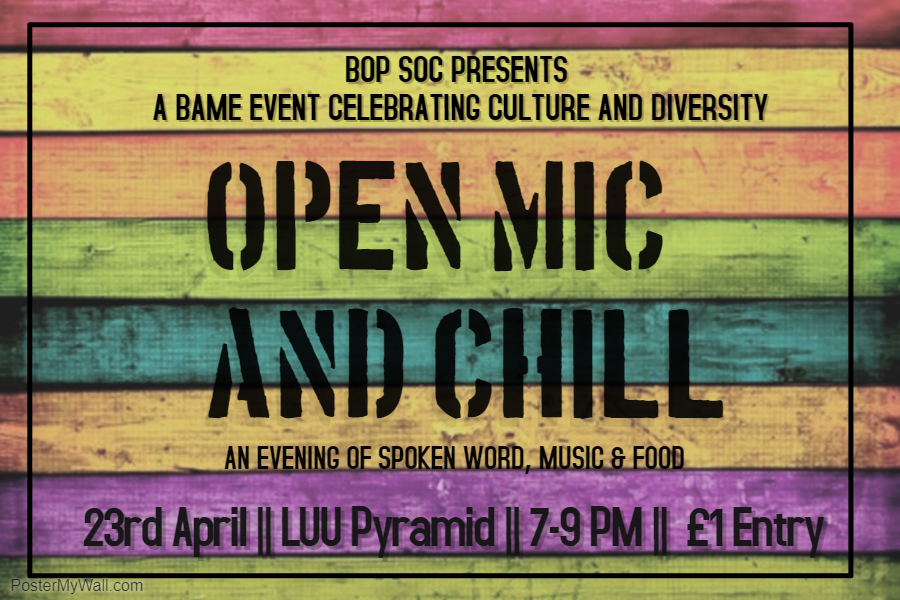 BOP SOC PRESENTS
A BAME EVENT CELEBRATING CULTURE AND DIVERSITY
OPEN MIC
AND CHILL
AN EVENING OF SPOKEN WORD, MUSIC & FOOD
23rd April || LUU Pyramid || 7-9 PM || £1 Entry
PosterMyWall.com